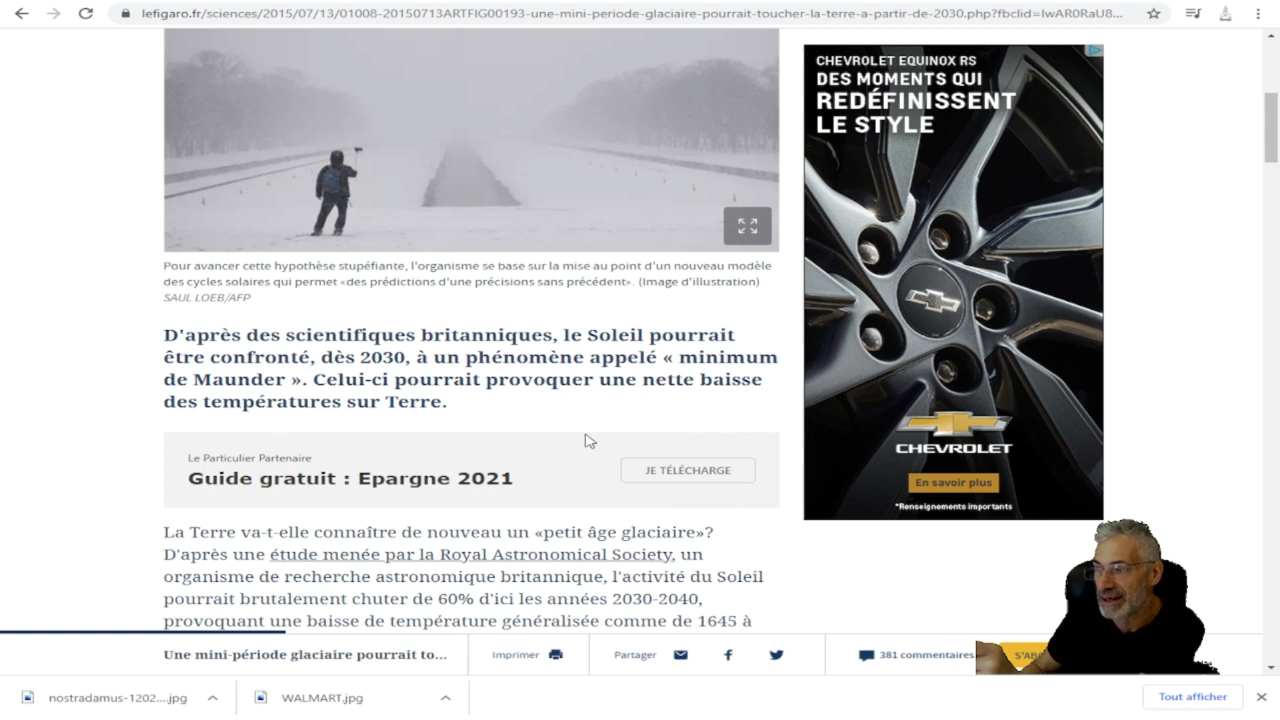 lefigaro.fr/sciences/2015/07/13/01008-20150713ARTFIG00193-une-mini-periode-glaciaire-pourrait-toucher-la-terre-a-partir-de-2030.php?fbclid=IwAR0RaU8...
CHEVROLET EQUINOX RS
DES MOMENTS QUI
REDÉFINISSENT
LE STYLE
CHEVROLET
En savoir plus
*Renseignements importants
Pour avancer cette hypothèse stupéfiante, l'organisme se base sur la mise au point d'un nouveau modèle
des cycles solaires qui permet «des prédictions d'une précisions sans précédent». (Image d'illustration)
SAUL LOEB/AFP
D'après des scientifiques britanniques, le Soleil pourrait
être confronté, dès 2030, à un phénomène appelé « minimum
de Maunder ». Celui-ci pourrait provoquer une nette baisse
des températures sur Terre.
Le Particulier Partenaire
Guide gratuit : Epargne 2021
JE TÉLÉCHARGE
La Terre va-t-elle connaître de nouveau un «petit âge glaciaire»?
D'après une étude menée par la Royal Astronomical Society, un
organisme de recherche astronomique britannique, l'activité du Soleil
pourrait brutalement chuter de 60% d'ici les années 2030-2040,
provoquant une baisse de température généralisée comme de 1645 à
Une mini-période glaciaire pourrait to...
Imprimer
Partager
381 commentaires
S'AB
nostradamus-1202....jpg
WALMART.jpg
Tout afficher